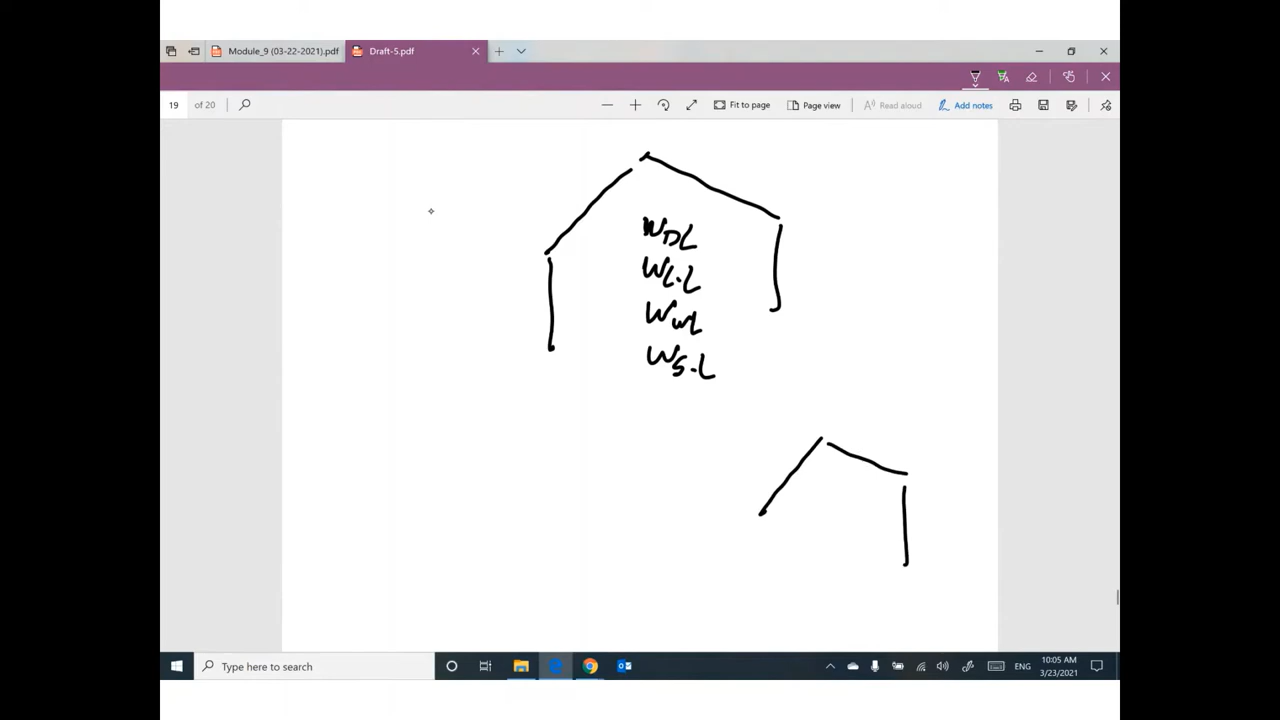 Module_9 (03-22-2021).pdf
Draft-5.pdf
19 of 20
Fit to page
Page view
Read aloud
Add notes
WDL
WL.L
WWL
WS.L
Type here to search
ENG
10:05 AM
3/23/2021